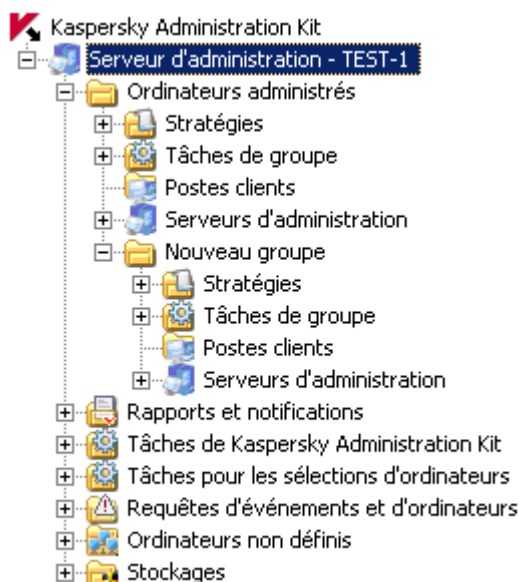 Kaspersky Administration Kit
Serveur d'administration - TEST-1
Ordinateurs administrés
Stratégies
Tâches de groupe
Postes clients
Serveurs d'administration
Nouveau groupe
Stratégies
Tâches de groupe
Postes clients
Serveurs d'administration
Rapports et notifications
Tâches de Kaspersky Administration Kit
Tâches pour les sélections d'ordinateurs
Requêtes d'événements et d'ordinateurs
Ordinateurs non définis
Stockages